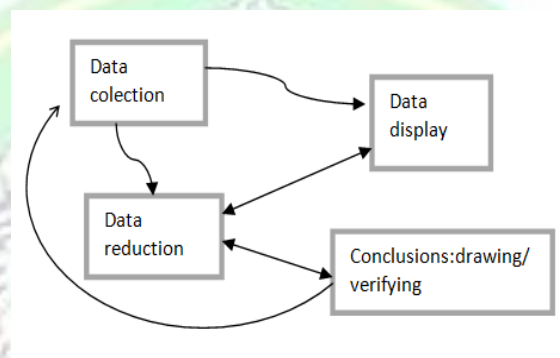 Data
colection
Data
display
Data
reduction
Conclusions:drawing/
verifying